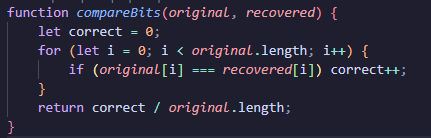 function compareBits(original, recovered) {
    let correct = 0;
    for (let i = 0; i < original.length; i++) {
        if (original[i] === recovered[i]) correct++;
    }
    return correct / original.length;
}